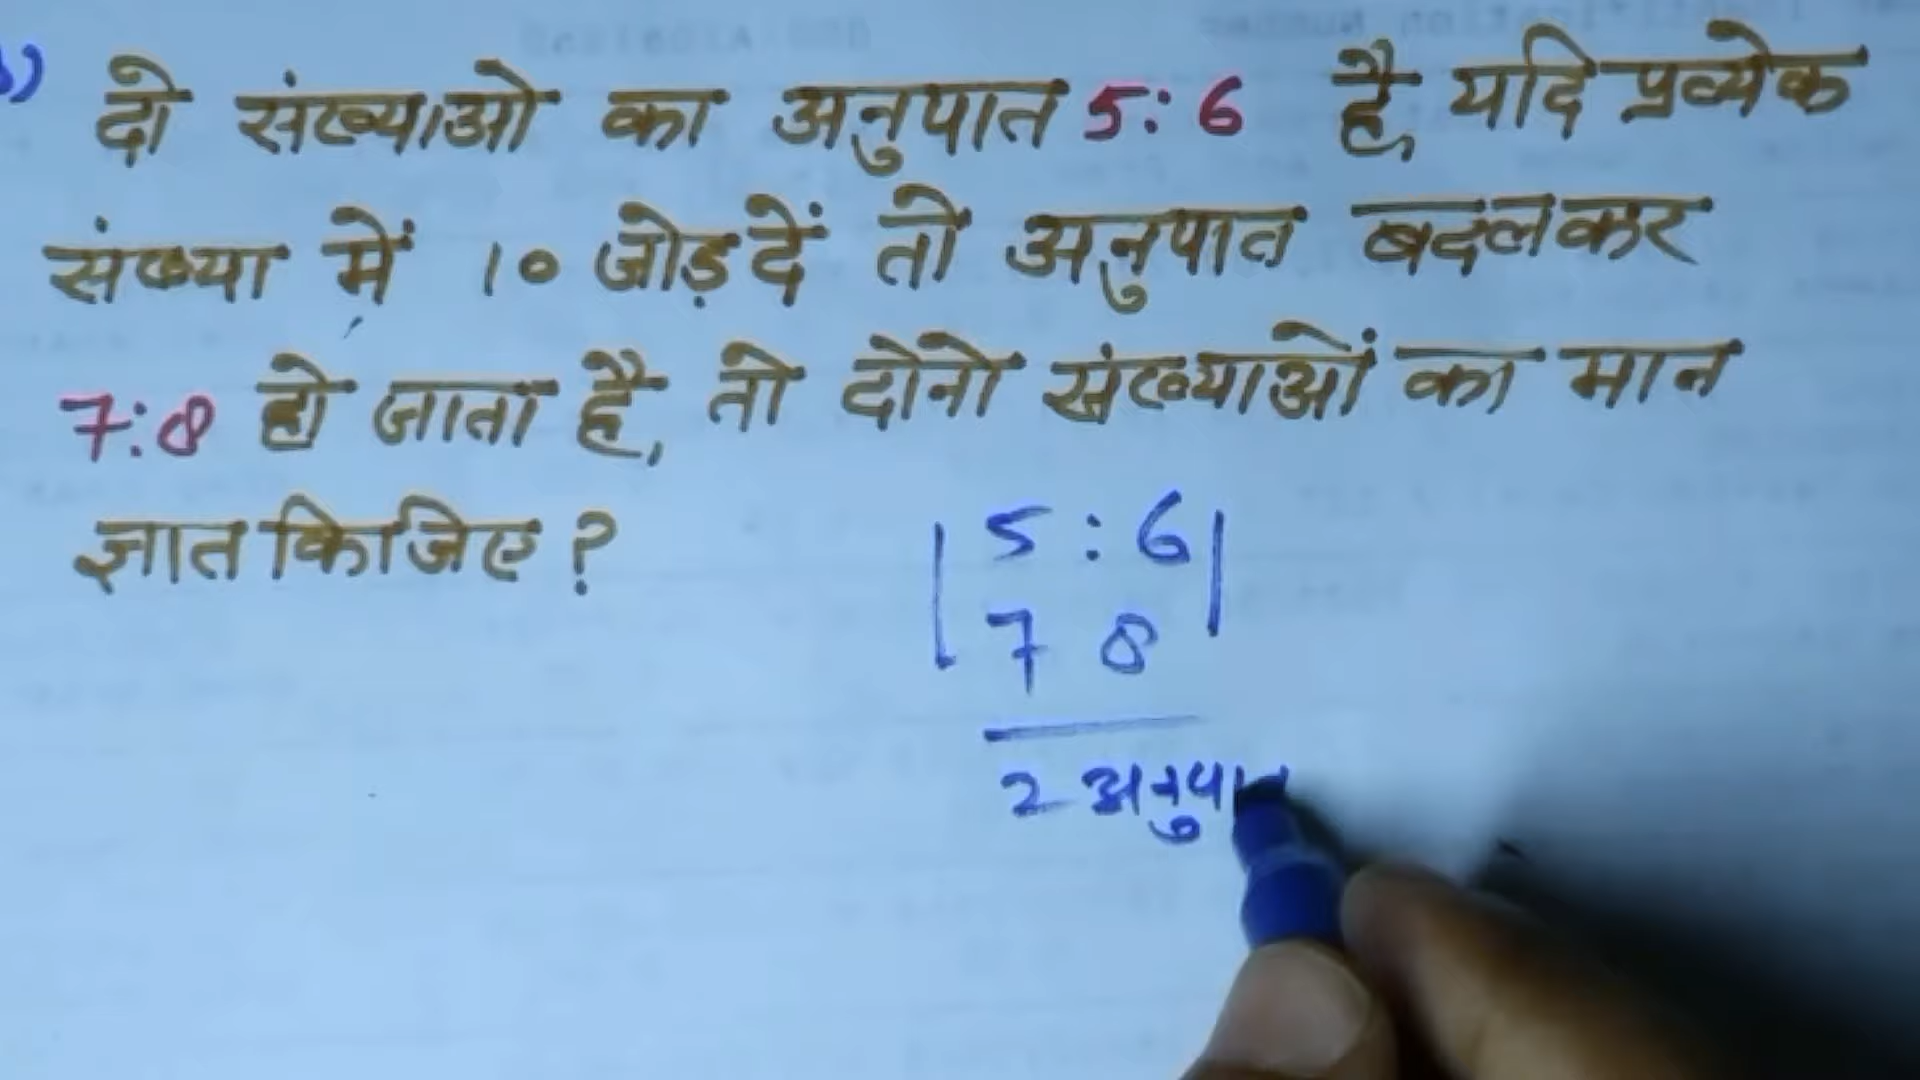 दो संख्याओ का अनुपात 5:6 है, यदि प्रत्येक
संख्या में 10 जोड़ दें तो अनुपात बदलकर
7:8 हो जाता है, तो दोनो संख्याओं का मान
ज्ञात किजिए ?
5 : 6
7 8
2 अनुपात